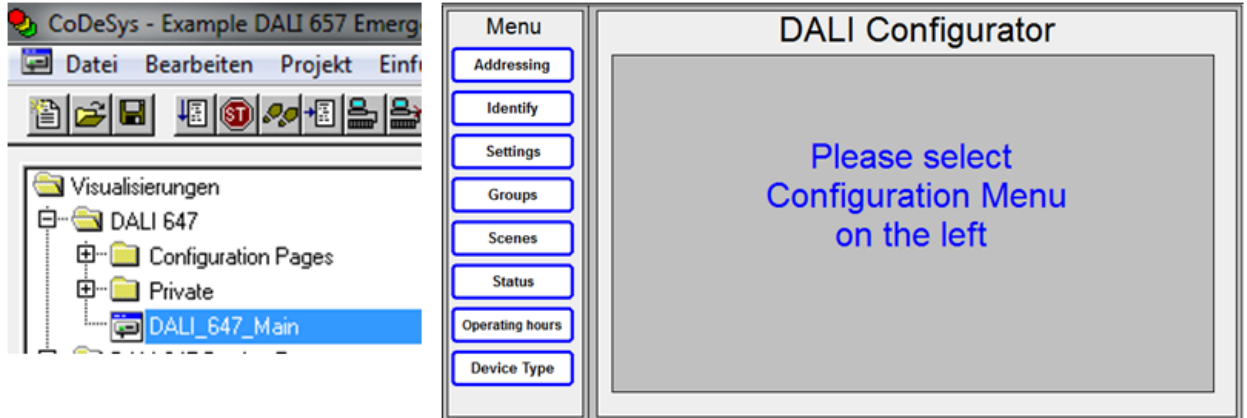 CoDeSys - Example DALI 657 Emerg
Datei Bearbeiten Projekt Einf
ST
Visualisierungen
DALI 647
Configuration Pages
Private
DALI_647_Main
Menu
Addressing
Identify
Settings
Groups
Scenes
Status
Operating hours
Device Type
DALI Configurator
Please select
Configuration Menu
on the left